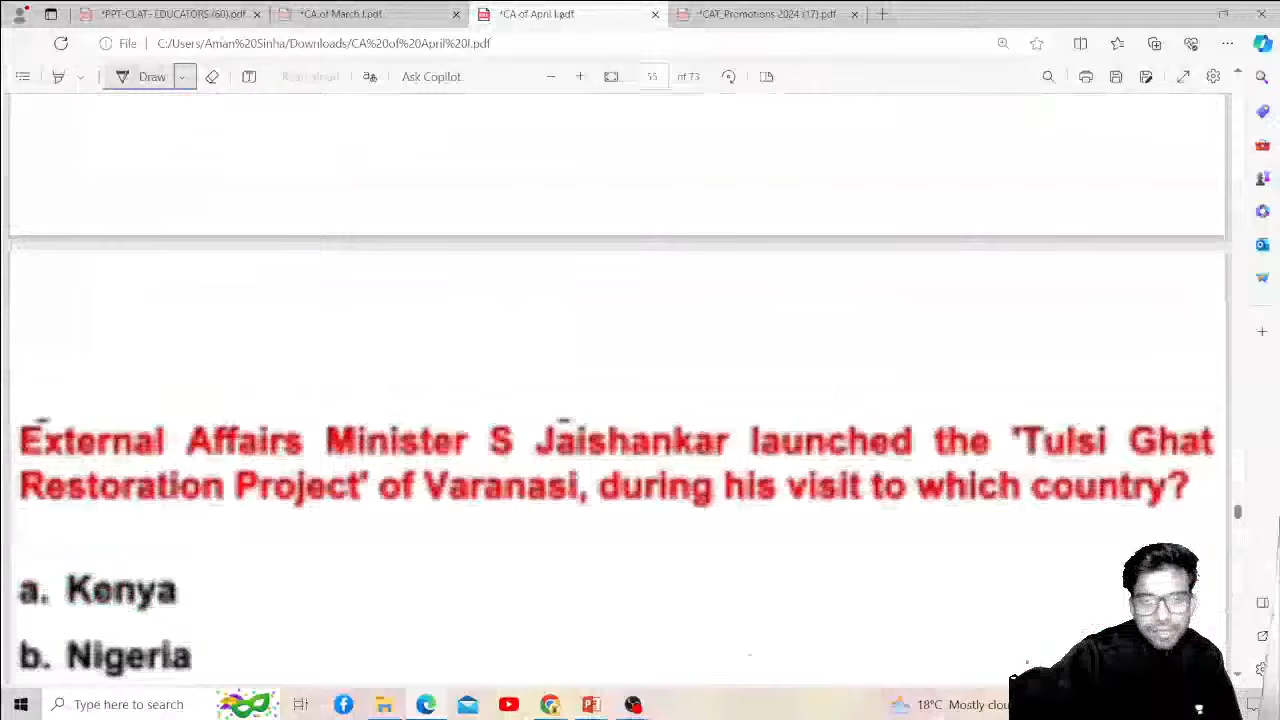 *PPT-CLAT- EDUCAFORS (60).pdf
*CA of March I.pdf
*CA of April I.pdf
*CAT_Promotions 2024 (17).pdf
File
C:/Users/Aman%20Sinha/Downloads/CA%20of%20April%20I.pdf
Draw
Read aloud
Ask Copilot
55 of 73
External Affairs Minister S Jaishankar launched the 'Tulsi Ghat
Restoration Project' of Varanasi, during his visit to which country?
a. Kenya
b. Nigeria
Type here to search
18°C Mostly clou